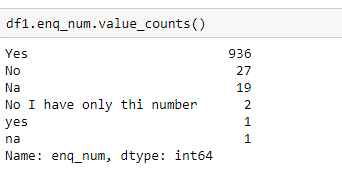 df1.enq_num.value_counts()
Yes 936
No 27
Na 19
No I have only thi number 2
yes 1
na 1
Name: enq_num, dtype: int64